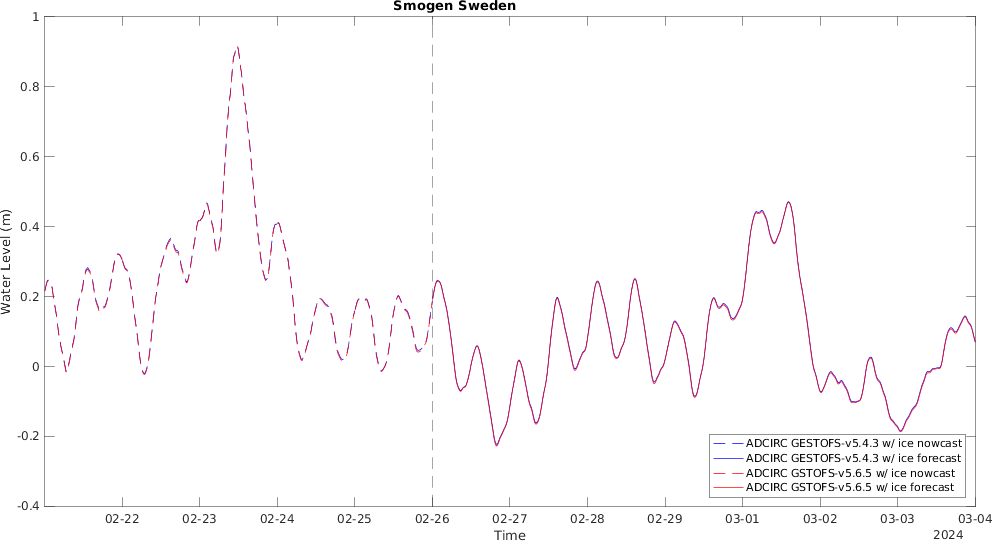 Smogen Sweden
1
0.8
0.6
0.4
0.2
0
-0.2
-0.4
Water Level (m)
02-22 02-23 02-24 02-25 02-26 02-27 02-28 02-29 03-01 03-02 03-03 03-04
Time
2024
ADCIRC GESTOFS-v5.4.3 w/ ice nowcast
ADCIRC GESTOFS-v5.4.3 w/ ice forecast
ADCIRC GSTOFS-v5.6.5 w/ ice nowcast
ADCIRC GSTOFS-v5.6.5 w/ ice forecast